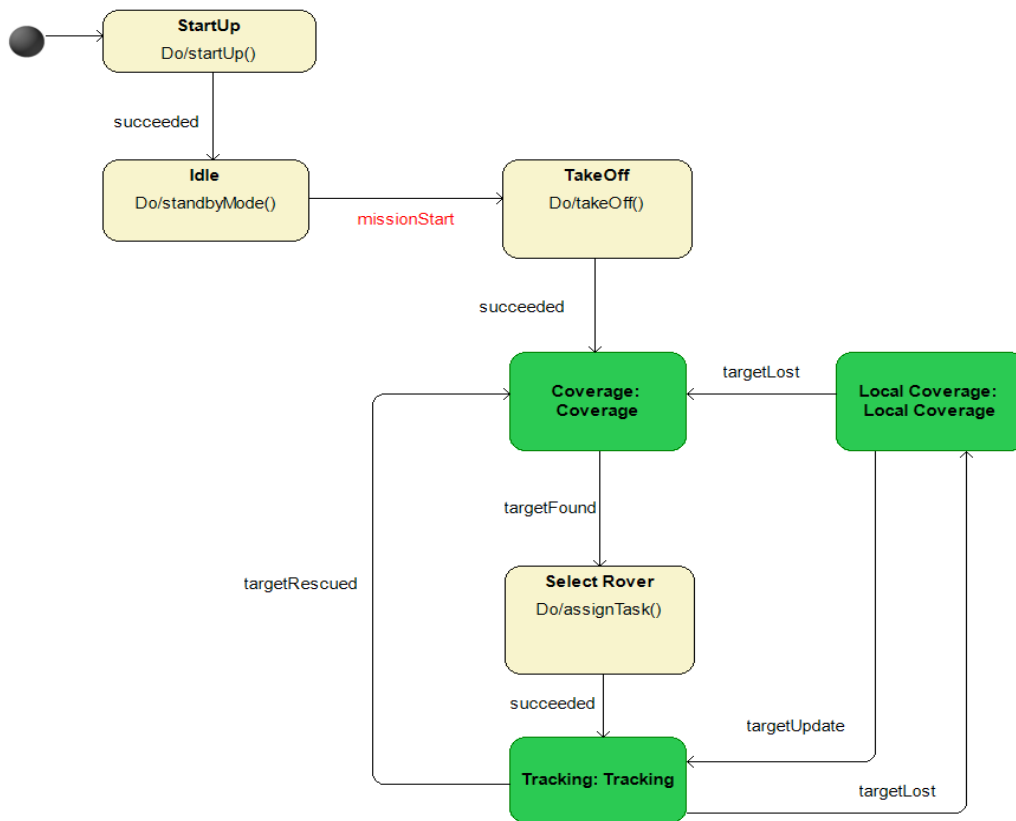 StartUp
Do/startUp()
succeeded
Idle
Do/standbyMode()
missionStart
TakeOff
Do/takeOff()
succeeded
Coverage:
Coverage
targetLost
Local Coverage:
Local Coverage
targetFound
targetRescued
Select Rover
Do/assignTask()
succeeded
targetUpdate
Tracking: Tracking
targetLost